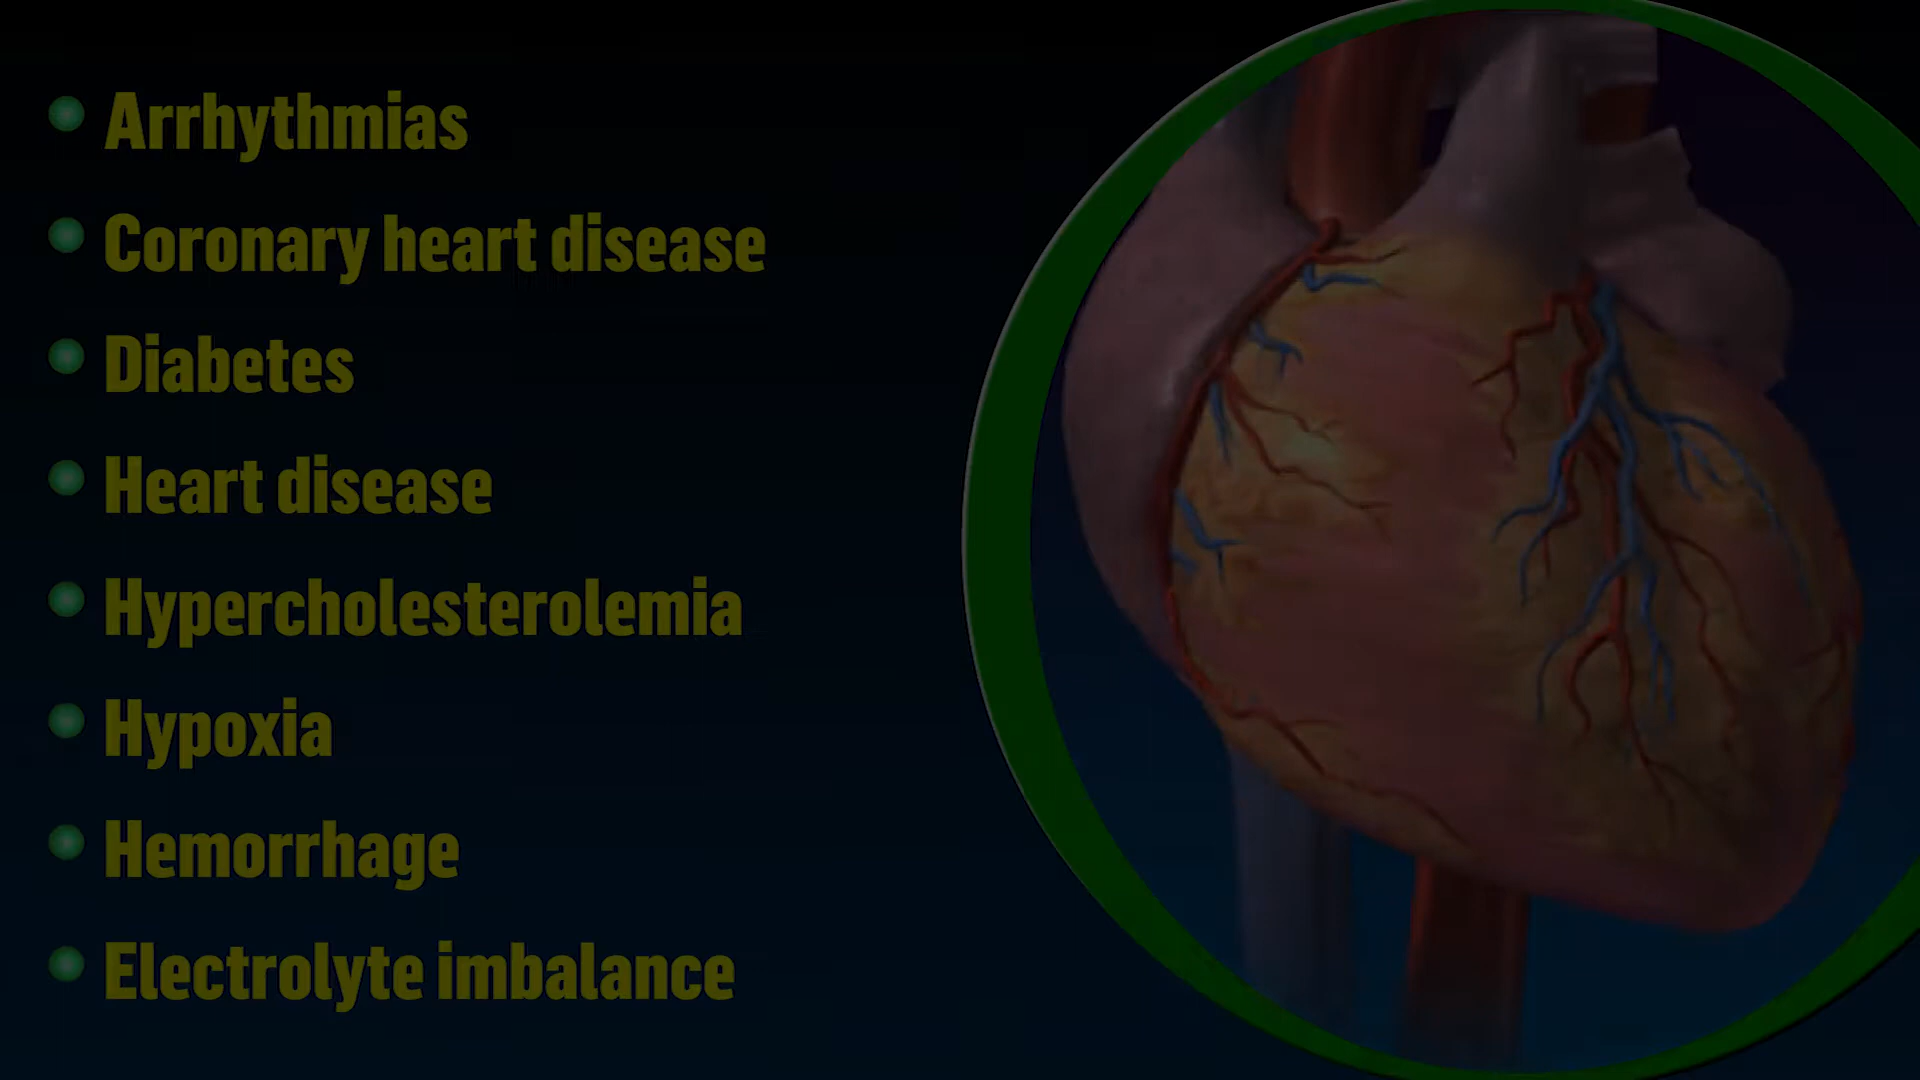 Arrhythmias
Coronary heart disease
Diabetes
Heart disease
Hypercholesterolemia
Hypoxia
Hemorrhage
Electrolyte imbalance